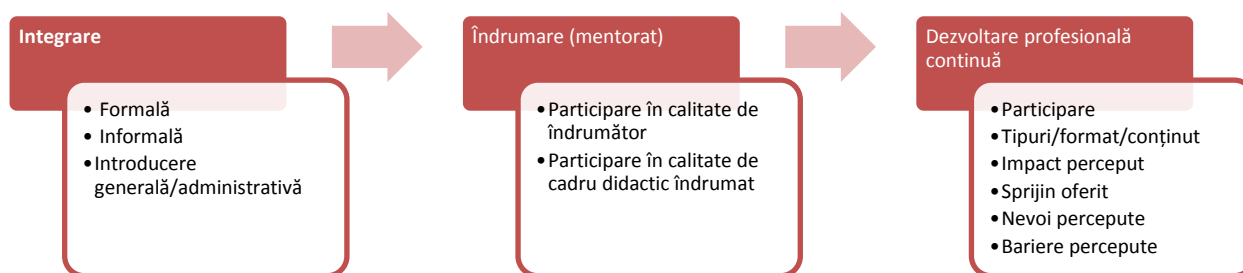 Integrare
• Formală
• Informală
• Introducere
generală/administrativă
Îndrumare (mentorat)
• Participare în calitate de
îndrumător
• Participare în calitate de
cadru didactic îndrumat
Dezvoltare profesională
continuă
• Participare
• Tipuri/format/conținut
• Impact perceput
• Sprijin oferit
• Nevoi percepute
• Bariere percepute